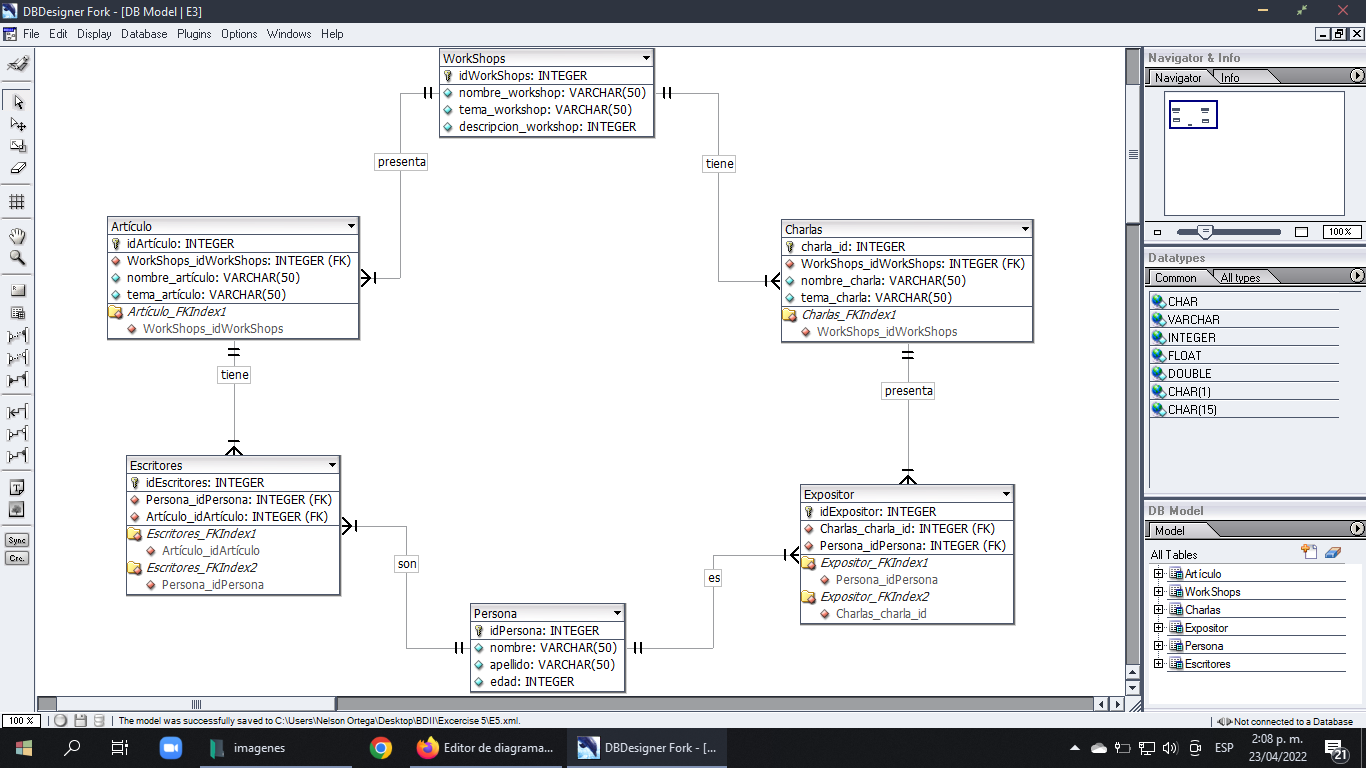 DBDesigner Fork - [DB Model | E3]
File Edit Display Database Plugins Options Windows Help
WorkShops
idWorkShops: INTEGER
nombre_workshop: VARCHAR(50)
tema_workshop: VARCHAR(50)
descripcion_workshop: INTEGER
presenta
tiene
Artículo
idArtículo: INTEGER
WorkShops_idWorkShops: INTEGER (FK)
nombre_artículo: VARCHAR(50)
tema_artículo: VARCHAR(50)
Artículo_FKIndex1
WorkShops_idWorkShops
Charlas
charla_id: INTEGER
WorkShops_idWorkShops: INTEGER (FK)
nombre_charla: VARCHAR(50)
tema_charla: VARCHAR(50)
Charlas_FKIndex1
WorkShops_idWorkShops
tiene
presenta
Escritores
idEscritores: INTEGER
Persona_idPersona: INTEGER (FK)
Artículo_idArtículo: INTEGER (FK)
Escritores_FKIndex1
Artículo_idArtículo
Escritores_FKIndex2
Persona_idPersona
Expositor
idExpositor: INTEGER
Charlas_charla_id: INTEGER (FK)
Persona_idPersona: INTEGER (FK)
Expositor_FKIndex1
Persona_idPersona
Expositor_FKIndex2
Charlas_charla_id
son
es
Persona
idPersona: INTEGER
nombre: VARCHAR(50)
apellido: VARCHAR(50)
edad: INTEGER
Sync
Crc.
Navigator & Info
Navigator Info
100%
Datatypes
Common All types
CHAR
VARCHAR
INTEGER
FLOAT
DOUBLE
CHAR(1)
CHAR(15)
DB Model
Model
All Tables
Artículo
WorkShops
Charlas
Expositor
Persona
Escritores
100 % The model was successfully saved to C:\Users\Nelson Ortega\Desktop\BDII\Excercise 5\E5.xml. Not connected to a Database
imagenes Editor de diagrama... DBDesigner Fork - [... ESP 2:08 p. m.
23/04/2022 21